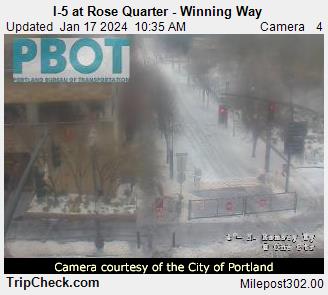 I-5 at Rose Quarter - Winning Way
Updated Jan 17 2024 10:35 AM Camera 4
PBOT
PORTLAND BUREAU OF TRANSPORTATION
Camera courtesy of the City of Portland
TripCheck.com Milepost302.00